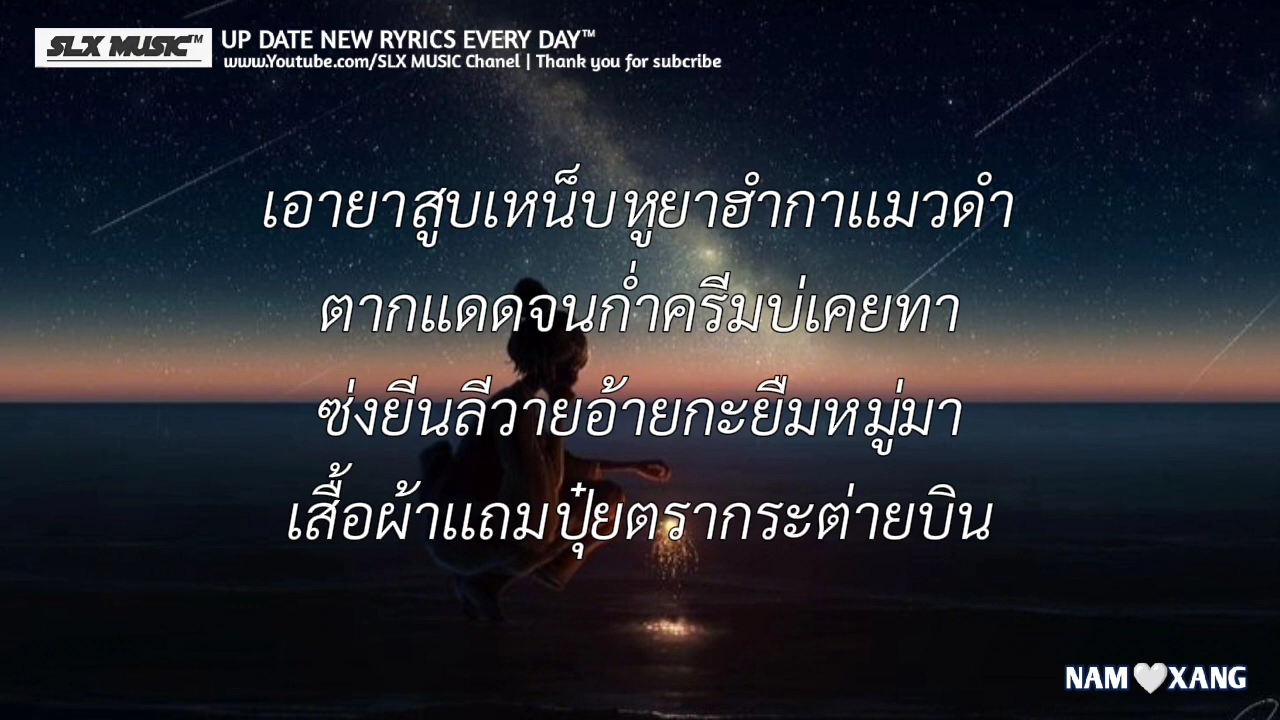 SLX MUSIC™
UP DATE NEW RYRICS EVERY DAY™
www.Youtube.com/SLX MUSIC Chanel | Thank you for subcribe
เอายาสูบเหน็บหูยาฮำกาแมวดำ
ตากแดดจนก่ำครีมบ่เคยทา
ซ่งยีนลีวายอ้ายกะยืมหมู่มา
เสื้อผ้าแถมปุ๋ยตรากระต่ายบิน
NAM🤍XANG